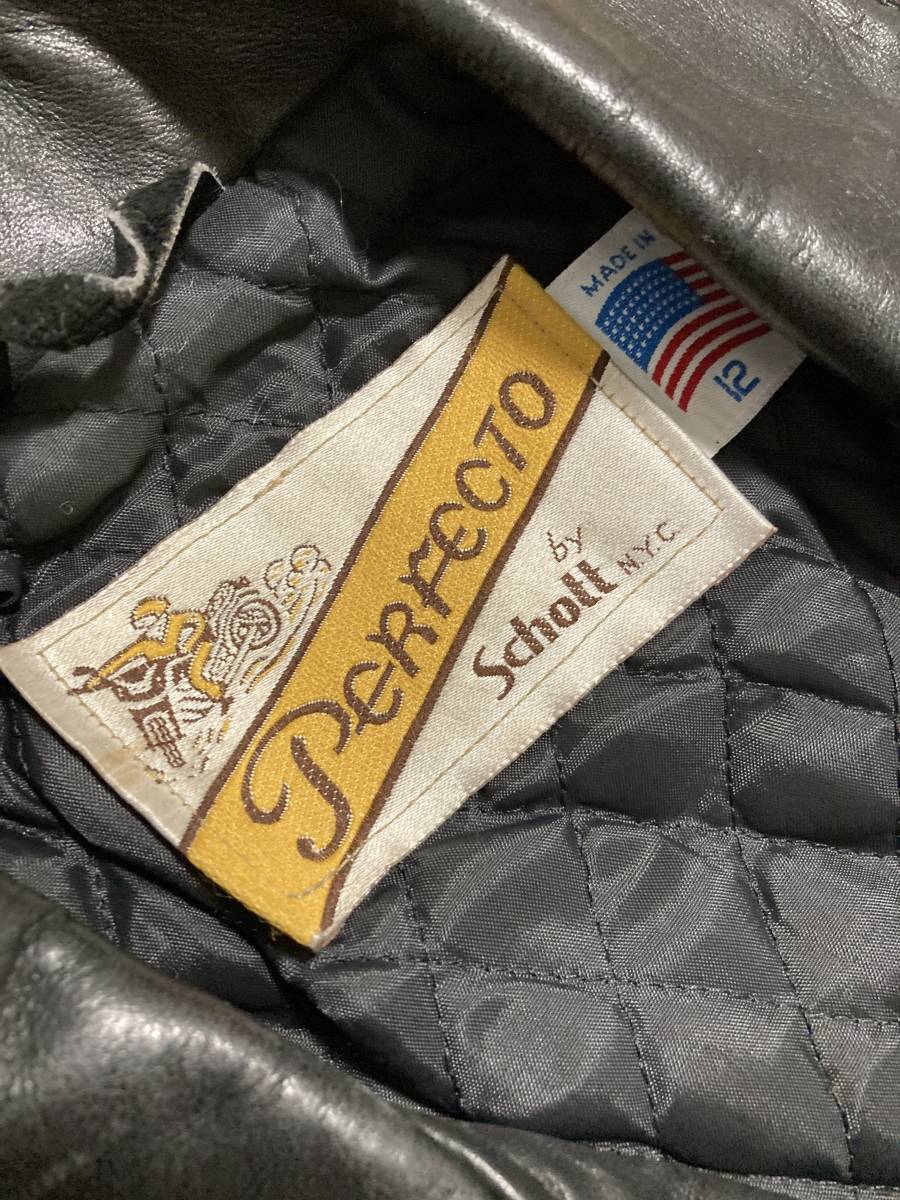 PERFECTO
by
Schott N.Y.C
MADE IN
12